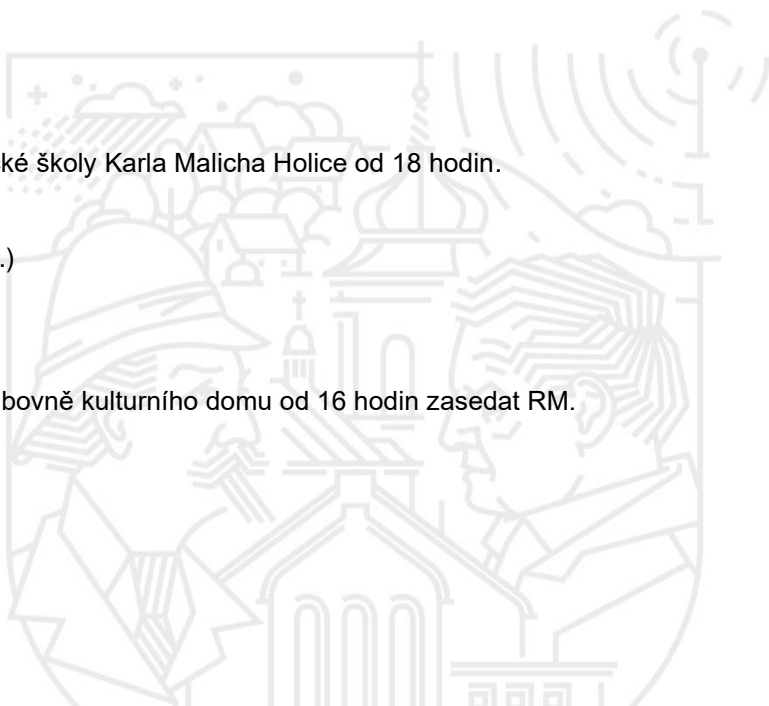 ké školy Karla Malicha Holice od 18 hodin.
.)
bovně kulturního domu od 16 hodin zasedat RM.